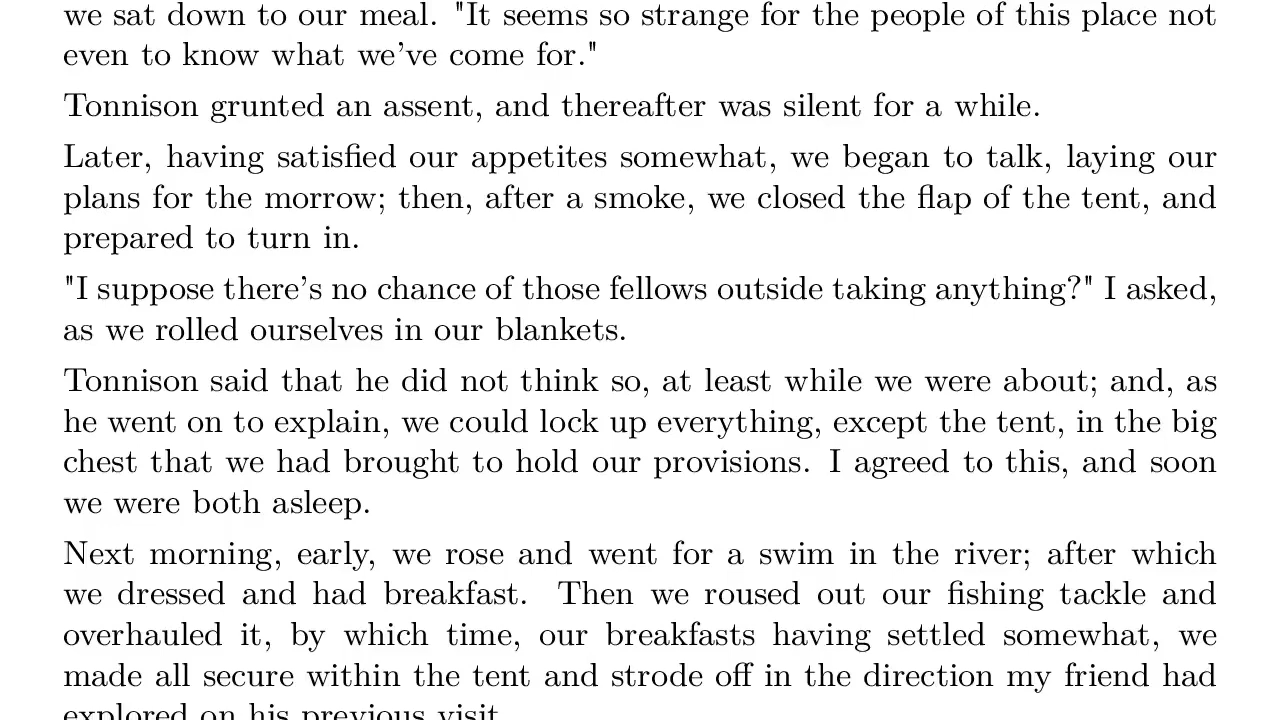 we sat down to our meal. "It seems so strange for the people of this place not
even to know what we've come for."
Tonnison grunted an assent, and thereafter was silent for a while.
Later, having satisfied our appetites somewhat, we began to talk, laying our
plans for the morrow; then, after a smoke, we closed the flap of the tent, and
prepared to turn in.
"I suppose there's no chance of those fellows outside taking anything?" I asked,
as we rolled ourselves in our blankets.
Tonnison said that he did not think so, at least while we were about; and, as
he went on to explain, we could lock up everything, except the tent, in the big
chest that we had brought to hold our provisions. I agreed to this, and soon
we were both asleep.
Next morning, early, we rose and went for a swim in the river; after which
we dressed and had breakfast. Then we roused out our fishing tackle and
overhauled it, by which time, our breakfasts having settled somewhat, we
made all secure within the tent and strode off in the direction my friend had
explored on his previous visit.